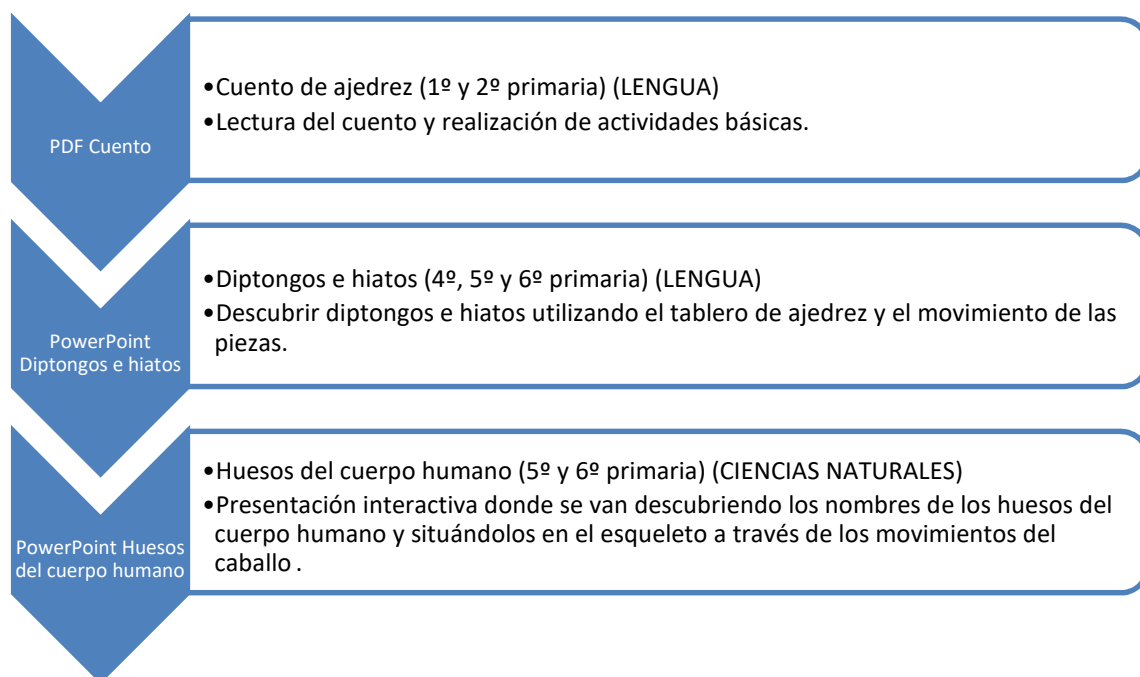 PDF Cuento
•Cuento de ajedrez (1º y 2º primaria) (LENGUA)
•Lectura del cuento y realización de actividades básicas.
PowerPoint
Diptongos e hiatos
•Diptongos e hiatos (4º, 5º y 6º primaria) (LENGUA)
•Descubrir diptongos e hiatos utilizando el tablero de ajedrez y el movimiento de las
piezas.
PowerPoint Huesos
del cuerpo humano
•Huesos del cuerpo humano (5º y 6º primaria) (CIENCIAS NATURALES)
•Presentación interactiva donde se van descubriendo los nombres de los huesos del
cuerpo humano y situándolos en el esqueleto a través de los movimientos del
caballo .